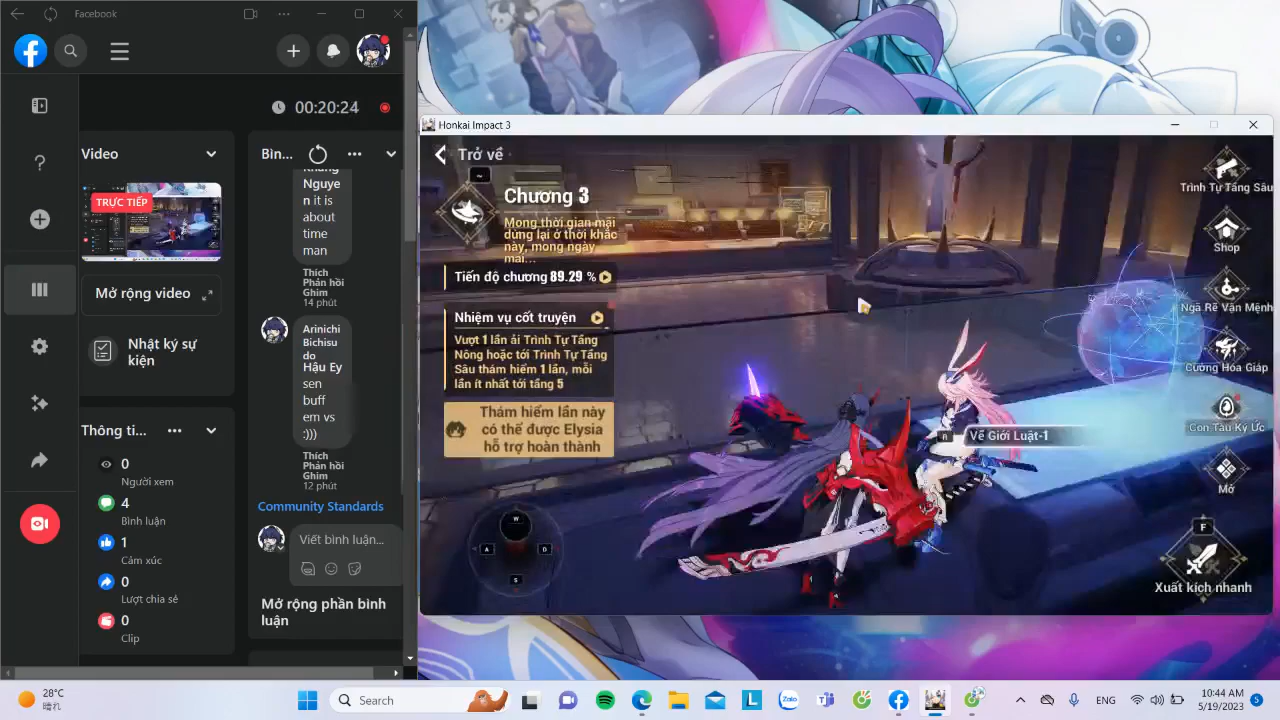 Facebook
00:20:24
Video
TRỰC TIẾP
Mở rộng video
Nhật ký sự
kiện
Thông ti...
0
Người xem
4
Bình luận
1
Cảm xúc
0
Lượt chia sẻ
0
Clip
Bìn...
Khang
Nguye
n it is
about
time
man
Thích
Phản hồi
Ghim
14 phút
Arinichi
Bichisu
do
Hậu Ey
sen
buff
em vs
:)))
Thích
Phản hồi
Ghim
12 phút
Community Standards
Viết bình luận...
Mở rộng phần bình
luận
Honkai Impact 3
Trở về
Chương 3
Mong thời gian mãi
dừng lại ở thời khắc
này, mong ngày
mai...
Tiến độ chương 89.29 %
Nhiệm vụ cốt truyện
Vượt 1 lần ải Trình Tự Tầng
Nông hoặc tới Trình Tự Tầng
Sâu thám hiểm 1 lần, mỗi
lần ít nhất tới tầng 5
Thám hiểm lần này
có thể được Elysia
hỗ trợ hoàn thành
W
A
D
S
R
Vế Giới Luật-1
Trình Tự Tầng Sâu
Shop
Ngã Rẽ Vận Mệnh
Cường Hóa Giáp
Con Tàu Ký Ức
Mở
F
Xuất kích nhanh
28°C
晴れ
Search
L
Zalo
ENG
10:44 AM
5/19/2023
5